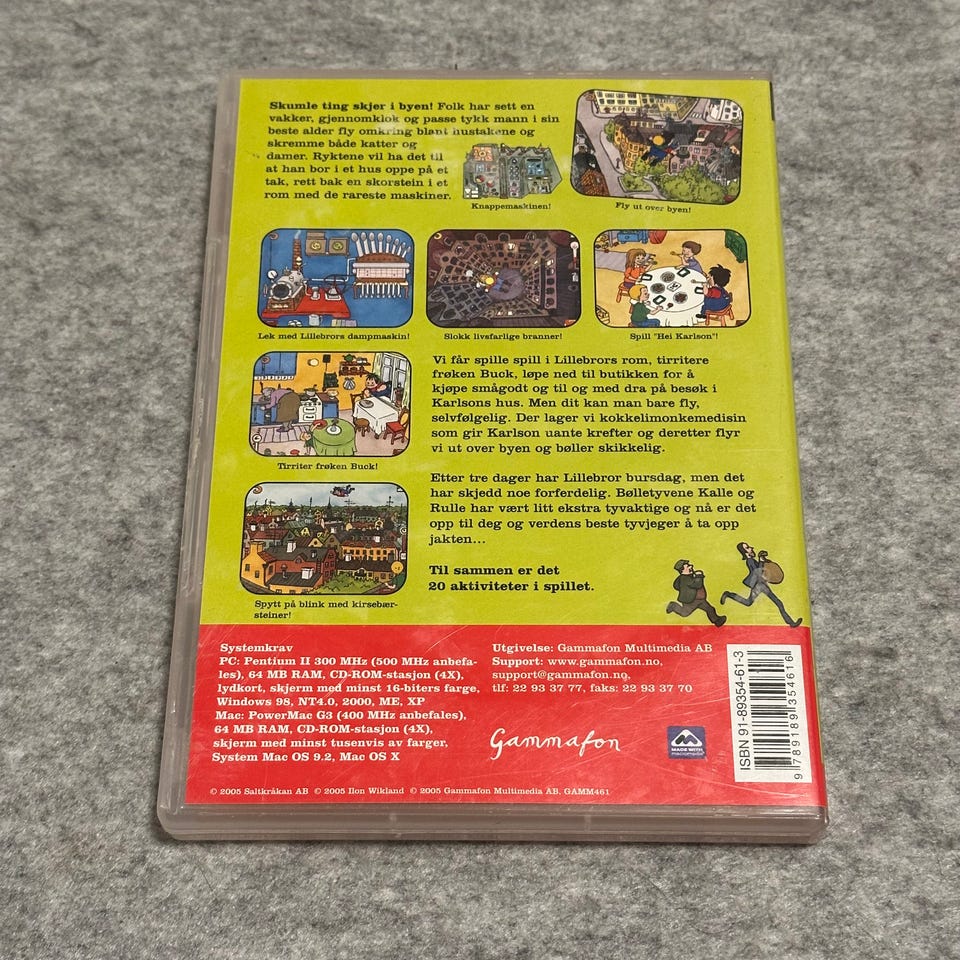 Skumle ting skjer i byen! Folk har sett en
vakker, gjennomklok og passe tykk mann i sin
beste alder fly omkring blant hustakene og
skremme både katter og
damer. Ryktene vil ha det til
at han bor i et hus oppe på et
tak, rett bak en skorstein i et
rom med de rareste maskiner.
Knappemaskinen!
Fly ut over byen!
Lek med Lillebrors dampmaskin!
Slokk livsfarlige branner!
Spill "Hei Karlson"!
Tirriter frøken Buck!
Vi får spille spill i Lillebrors rom, tirritere
frøken Buck, løpe ned til butikken for å
kjøpe smågodt og til og med dra på besøk i
Karlsons hus. Men dit kan man bare fly,
selvfølgelig. Der lager vi kokkelimonkemedisin
som gir Karlson uante krefter og deretter flyr
vi ut over byen og bøller skikkelig.
Etter tre dager har Lillebror bursdag, men det
har skjedd noe forferdelig. Bølletyvene Kalle og
Rulle har vært litt ekstra tyvaktige og nå er det
opp til deg og verdens beste tyvjeger å ta opp
jakten...
Til sammen er det
20 aktiviteter i spillet.
Spytt på blink med kirsebær-
steiner!
Systemkrav
PC: Pentium II 300 MHz (500 MHz anbefa-
les), 64 MB RAM, CD-ROM-stasjon (4X),
lydkort, skjerm med minst 16-biters farge,
Windows 98, NT4.0, 2000, ME, XP
Mac: PowerMac G3 (400 MHz anbefales),
64 MB RAM, CD-ROM-stasjon (4X),
skjerm med minst tusenvis av farger,
System Mac OS 9.2, Mac OS X
Utgivelse: Gammafon Multimedia AB
Support: www.gammafon.no,
support@gammafon.no,
tlf: 22 93 37 77, faks: 22 93 37 70
Gammafon
MADE WITH
macromedia
ISBN 91-89354-61-3
9 789189 354616
© 2005 Saltkråkan AB © 2005 Ilon Wikland © 2005 Gammafon Multimedia AB, GAMM461